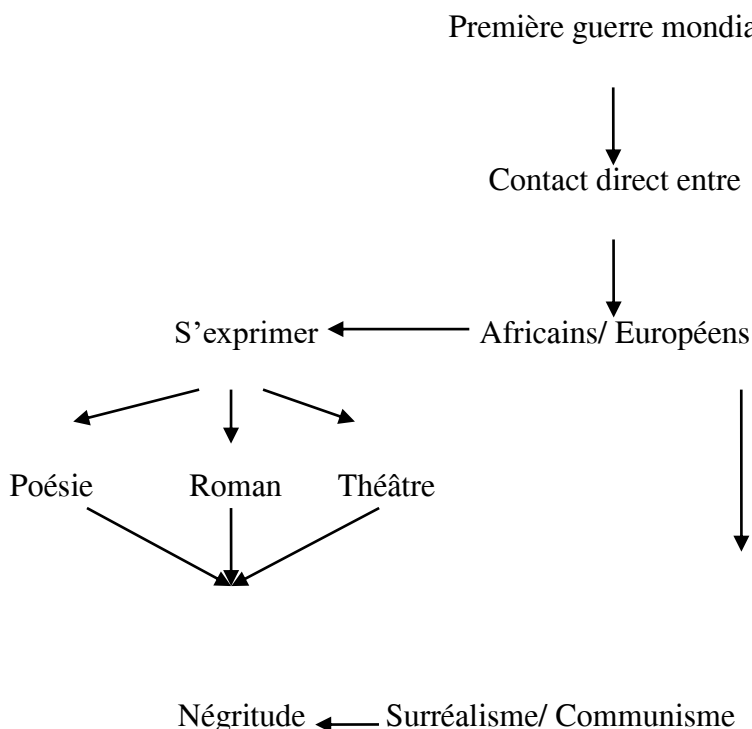 Première guerre mondia
Contact direct entre
S’exprimer Africains/ Européens
Poésie Roman Théâtre
Négritude Surréalisme/ Communisme